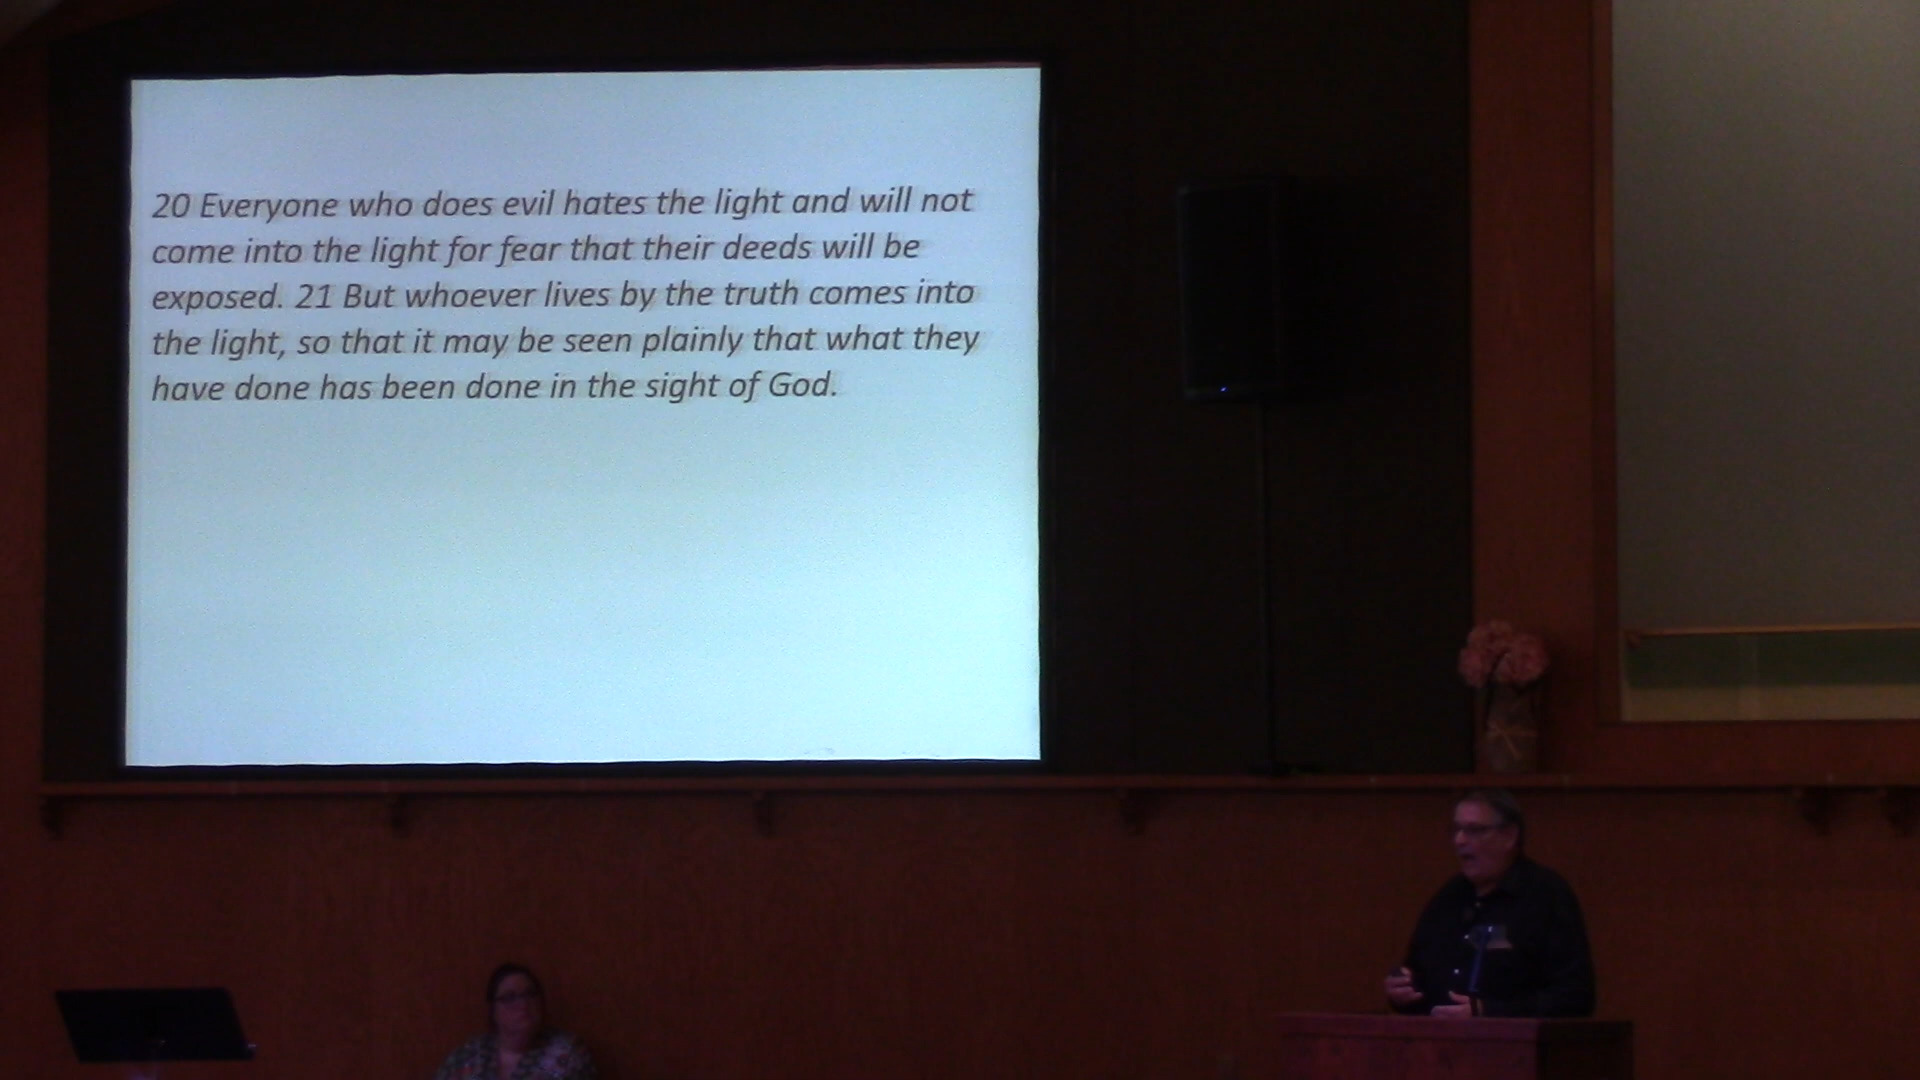 20 Everyone who does evil hates the light and will not
come into the light for fear that their deeds will be
exposed. 21 But whoever lives by the truth comes into
the light, so that it may be seen plainly that what they
have done has been done in the sight of God.